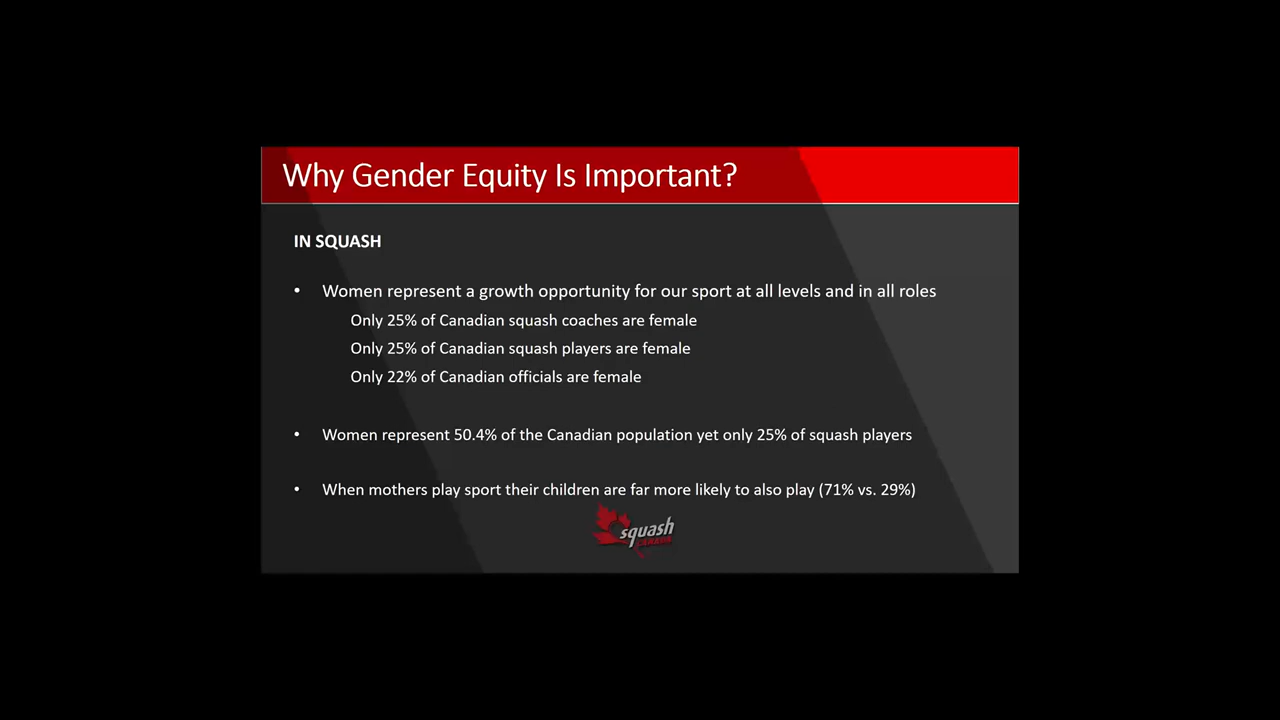 Why Gender Equity Is Important?
IN SQUASH
• Women represent a growth opportunity for our sport at all levels and in all roles
Only 25% of Canadian squash coaches are female
Only 25% of Canadian squash players are female
Only 22% of Canadian officials are female
• Women represent 50.4% of the Canadian population yet only 25% of squash players
• When mothers play sport their children are far more likely to also play (71% vs. 29%)
squash
CANADA